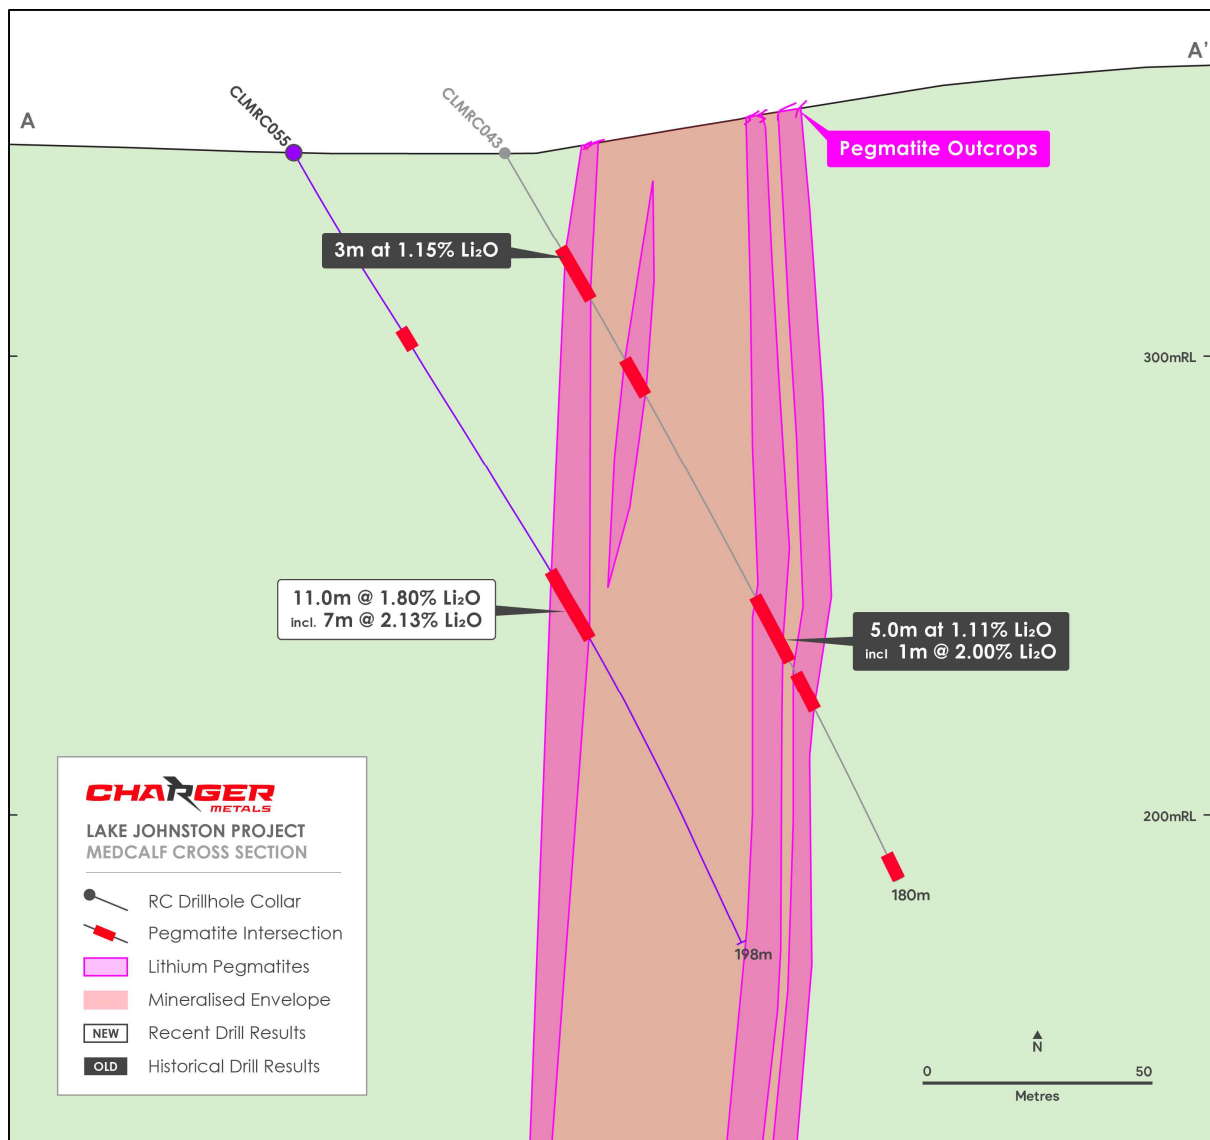 A'
A
CLMRC055
CLMRC043
Pegmatite Outcrops
3m at 1.15% Li₂O
300mRL
11.0m @ 1.80% Li₂O
incl. 7m @ 2.13% Li₂O
5.0m at 1.11% Li₂O
incl 1m @ 2.00% Li₂O
200mRL
180m
198m
CHARGER
METALS
LAKE JOHNSTON PROJECT
MEDCALF CROSS SECTION
RC Drillhole Collar
Pegmatite Intersection
Lithium Pegmatites
Mineralised Envelope
NEW Recent Drill Results
OLD Historical Drill Results
N
0 50
Metres